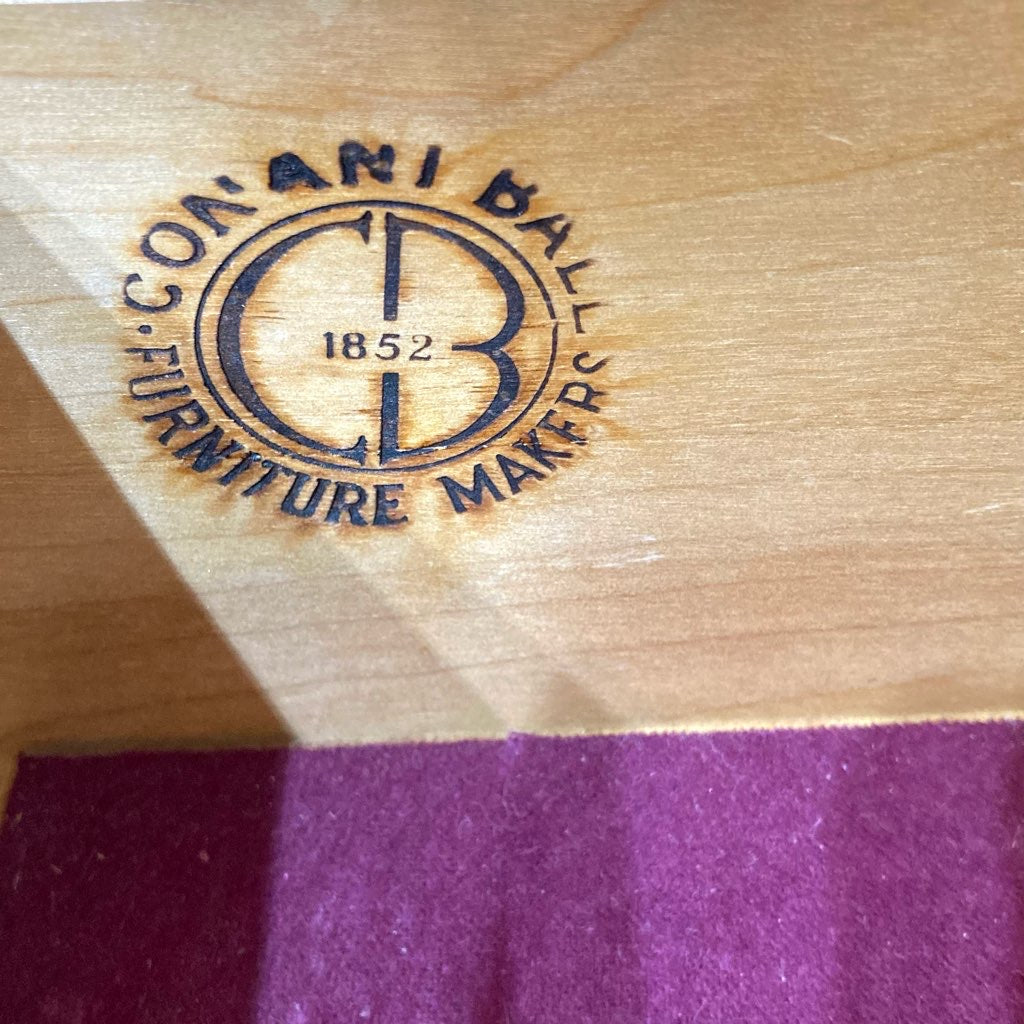 CONANT BALL
CB
1852
FURNITURE MAKERS